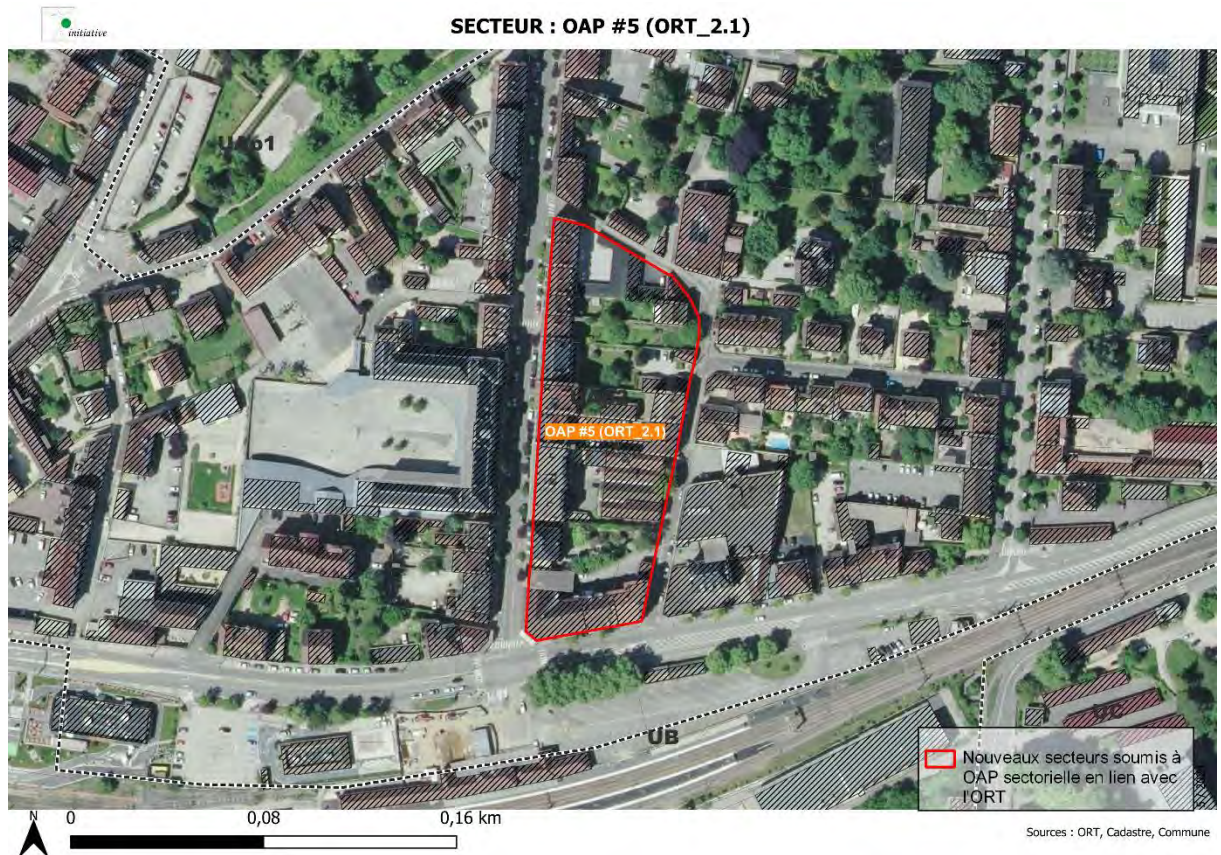 initiative
SECTEUR : OAP #5 (ORT_2.1)
OAP #5 (ORT_2.1)
UB
Nouveaux secteurs soumis à
OAP sectorielle en lien avec
l'ORT
N
0 0,08 0,16 km
Sources : ORT, Cadastre, Commune